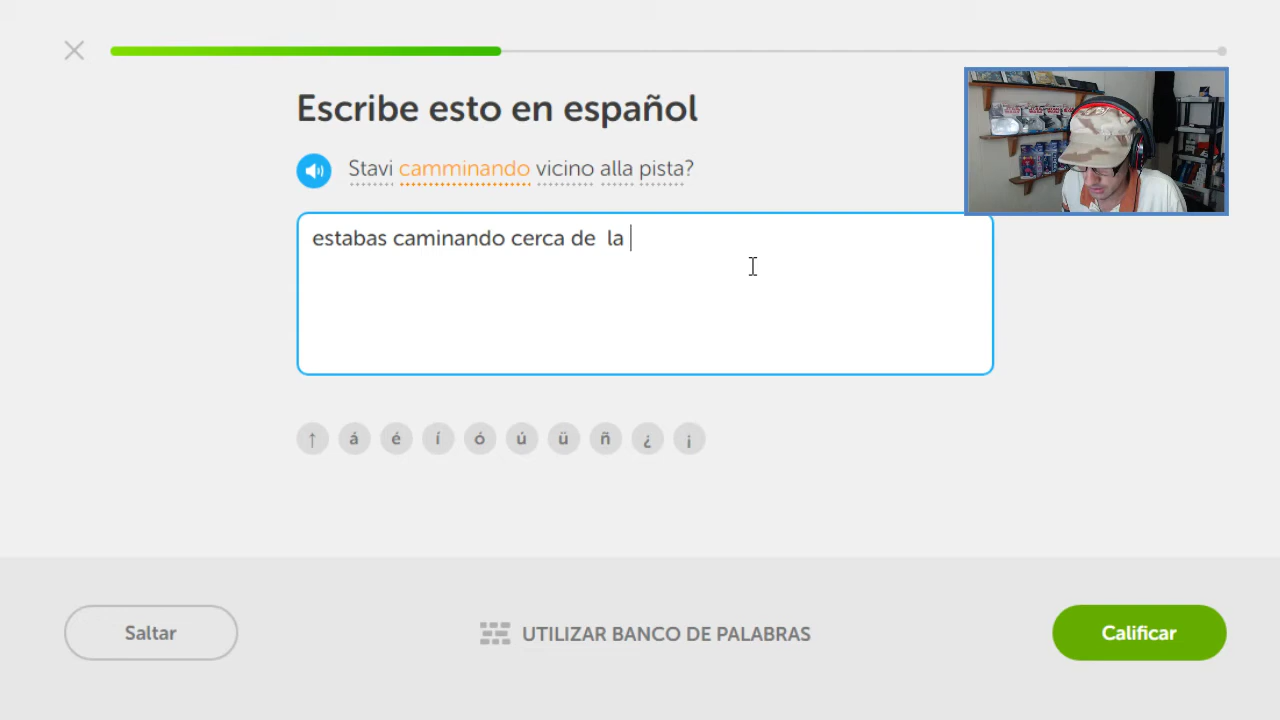 Escribe esto en español
Stavi camminando vicino alla pista?
estabas caminando cerca de  la
↑ á é í ó ú ü ñ ¿ ¡
Saltar
UTILIZAR BANCO DE PALABRAS
Calificar